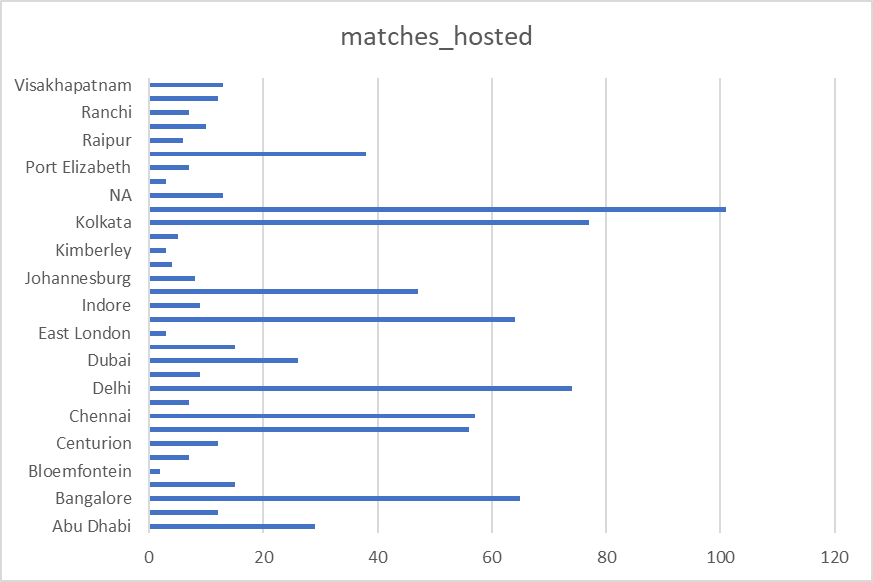 matches_hosted
Visakhapatnam
Ranchi
Raipur
Port Elizabeth
NA
Kolkata
Kimberley
Johannesburg
Indore
East London
Dubai
Delhi
Chennai
Centurion
Bloemfontein
Bangalore
Abu Dhabi
0 20 40 60 80 100 120